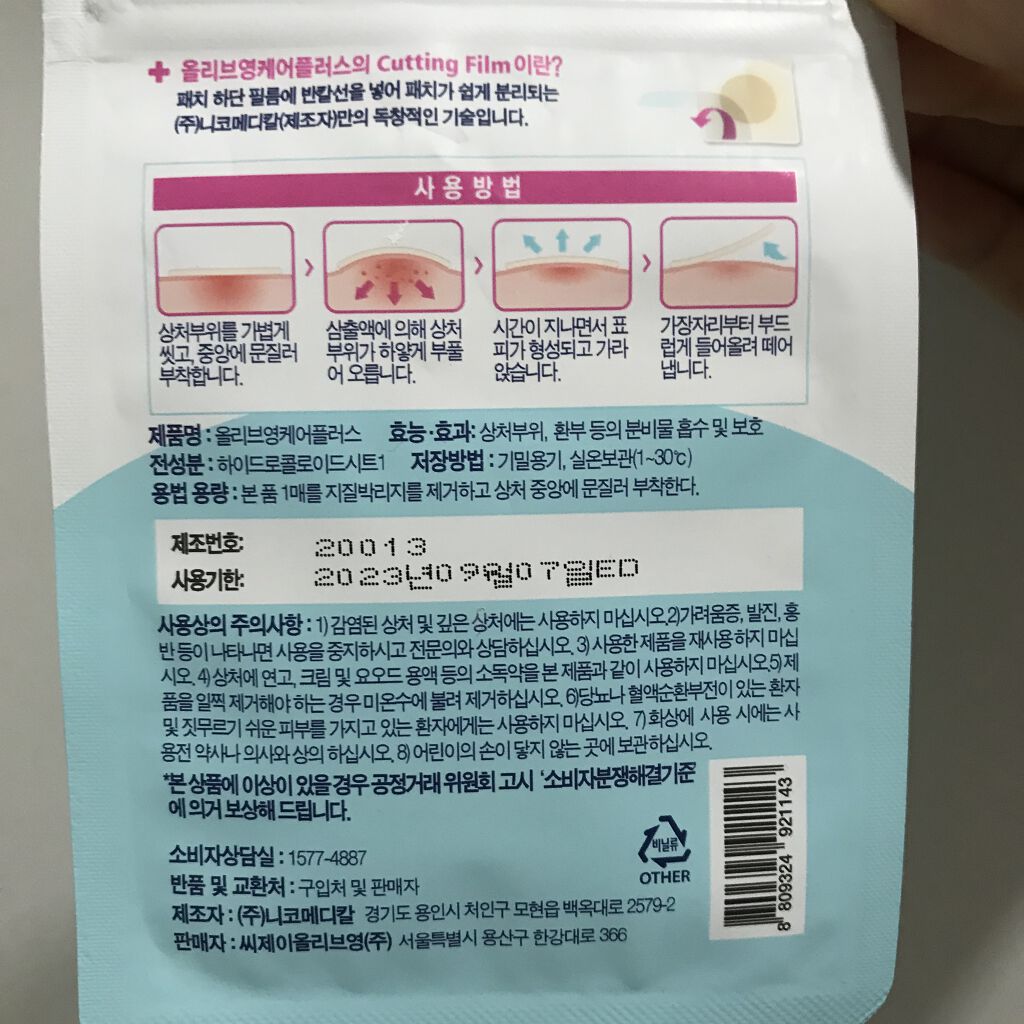 올리브영케어플러스의 Cutting Film이란?
패치 하단 필름에 반칼선을 넣어 패치가 쉽게 분리되는
(주)니코메디칼(제조자)만의 독창적인 기술입니다.
사용방법
상처부위를 가볍게
씻고, 중앙에 문질러
부착합니다.
삼출액에 의해 상처
부위가 하얗게 부풀
어 오릅니다.
시간이 지나면서 표
피가 형성되고 가라
앉습니다.
가장자리부터 부드
럽게 들어올려 떼어
냅니다.
제품명 : 올리브영케어플러스 효능·효과: 상처부위, 환부 등의 분비물 흡수 및 보호
전성분 : 하이드로콜로이드시트1 저장방법 : 기밀용기, 실온보관(1~30℃)
용법 용량 : 본 품 1매를 지질박리지를 제거하고 상처 중앙에 문질러 부착한다.
제조번호: 20013
사용기한: 2023년09월07일ED
사용상의 주의사항 : 1) 감염된 상처 및 깊은 상처에는 사용하지 마십시오.2)가려움증, 발진, 홍
반 등이 나타나면 사용을 중지하시고 전문의와 상담하십시오. 3) 사용한 제품을 재사용 하지 마십
시오. 4) 상처에 연고, 크림 및 요오드 용액 등의 소독약을 본 제품과 같이 사용하지 마십시오.5) 제
품을 일찍 제거해야 하는 경우 미온수에 불려 제거하십시오. 6)당뇨나 혈액순환부전이 있는 환자
및 짓무르기 쉬운 피부를 가지고 있는 환자에게는 사용하지 마십시오. 7) 화상에 사용 시에는 사
용전 약사나 의사와 상의 하십시오. 8) 어린이의 손이 닿지 않는 곳에 보관하십시오.
*본 상품에 이상이 있을 경우 공정거래 위원회 고시 '소비자분쟁해결기준'
에 의거 보상해 드립니다.
소비자상담실 : 1577-4887
반품 및 교환처 : 구입처 및 판매자
제조자 : (주)니코메디칼 경기도 용인시 처인구 모현읍 백옥대로 2579-2
판매자 : 씨제이올리브영(주) 서울특별시 용산구 한강대로 366
비닐류
OTHER
8 809324 921143